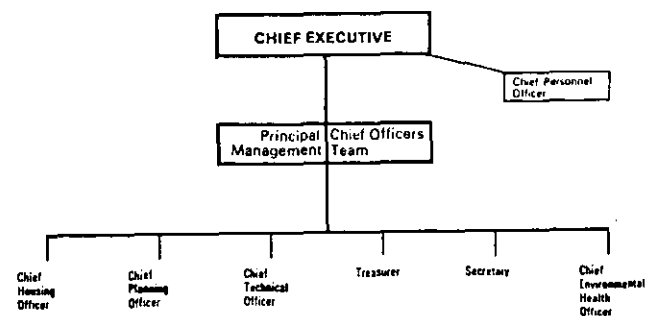 CHIEF EXECUTIVE
Chief Personnel
Officer
Principal Chief Officers
Management Team
Chief
Housing
Officer
Chief
Planning
Officer
Chief
Technical
Officer
Treasurer
Secretary
Chief
Environmental
Health
Officer